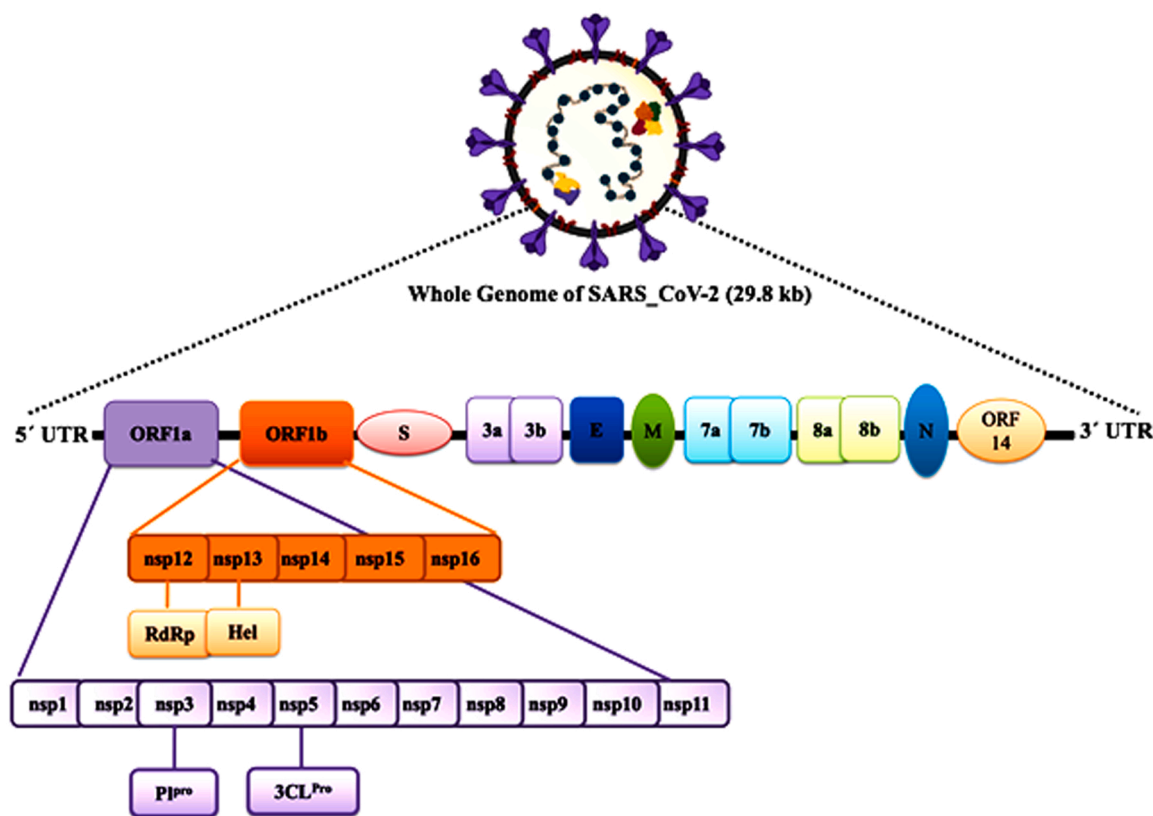 Whole Genome of SARS_CoV-2 (29.8 kb)
5´ UTR ORF1a ORF1b S 3a 3b E M 7a 7b 8a 8b N ORF 3´ UTR
14
nsp12 nsp13 nsp14 nsp15 nsp16
RdRp Hel
nsp1 nsp2 nsp3 nsp4 nsp5 nsp6 nsp7 nsp8 nsp9 nsp10 nsp11
Plpro 3CLPro